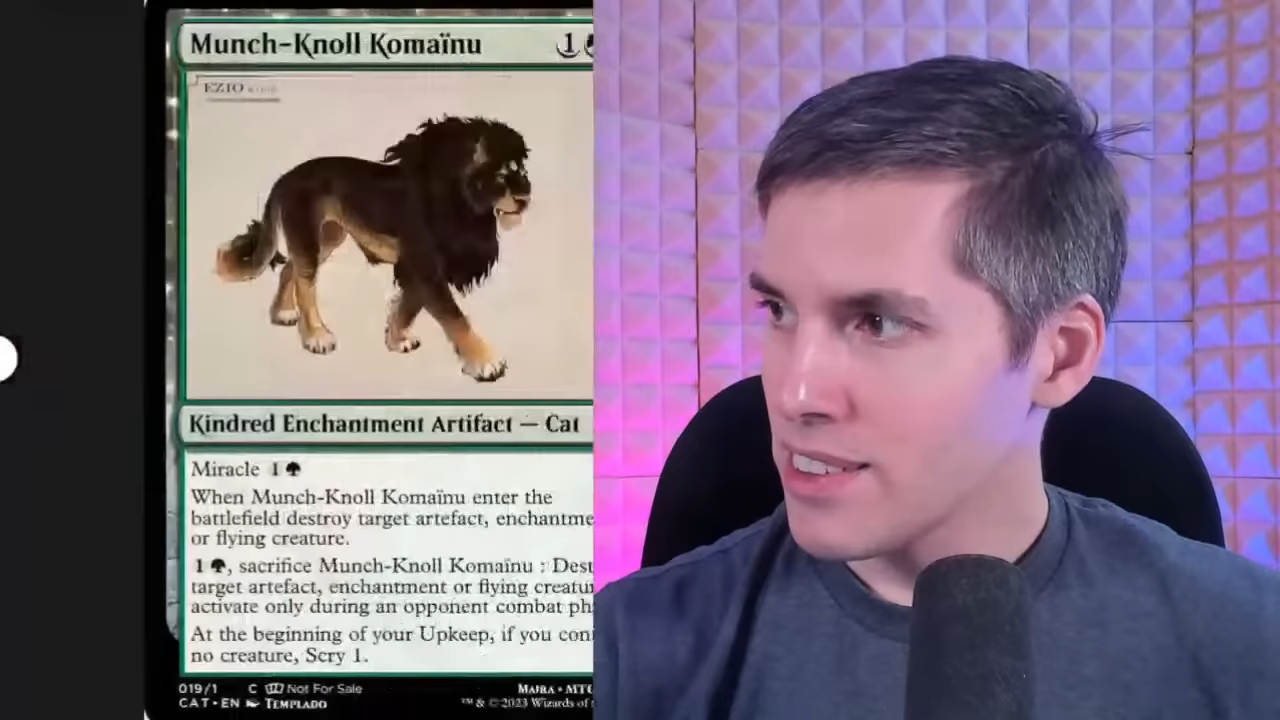 Munch-Knoll Komaïnu 1
EZIO
Kindred Enchantment Artifact — Cat
Miracle 1
When Munch-Knoll Komaïnu enter the
battlefield destroy target artefact, enchantme
or flying creature.
1 , sacrifice Munch-Knoll Komaïnu : Dest
target artefact, enchantment or flying creatu
activate only during an opponent combat ph
At the beginning of your Upkeep, if you con
no creature, Scry 1.
019/1 C Not For Sale
CAT • EN TEMPLADO
MAJRA • MT
™ & © 2023 Wizards of